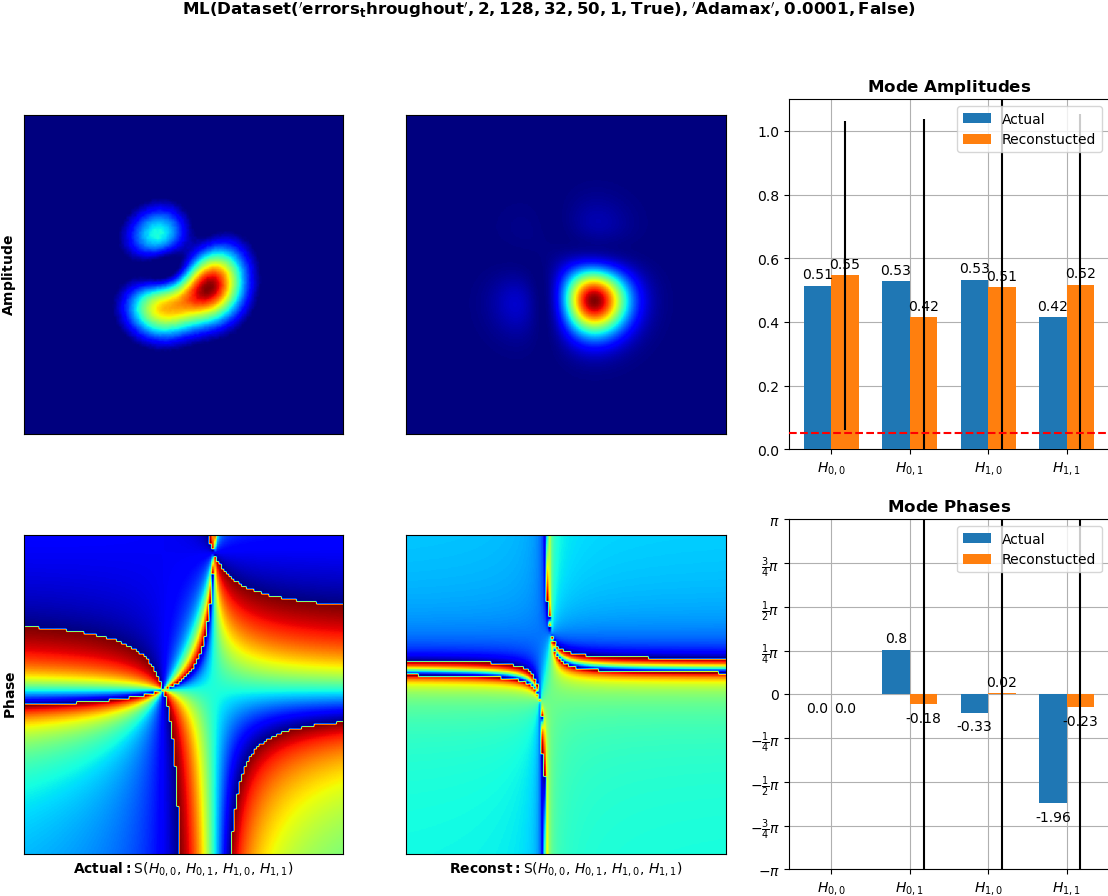 ML(Dataset('errors_throughout', 2, 128, 32, 50, 1, True), 'Adamax', 0.0001, False)
Amplitude
Mode Amplitudes
Actual
Reconstucted
1.0
0.8
0.6
0.4
0.2
0.0
0.51
0.55
0.53
0.42
0.53
0.51
0.42
0.52
H0,0
H0,1
H1,0
H1,1
Phase
Mode Phases
Actual
Reconstucted
π
3/4π
1/2π
1/4π
0
−1/4π
−1/2π
−3/4π
−π
0.0
0.0
0.8
-0.18
-0.33
0.02
-1.96
-0.23
H0,0
H0,1
H1,0
H1,1
Actual: S(H0,0, H0,1, H1,0, H1,1)
Reconst: S(H0,0, H0,1, H1,0, H1,1)